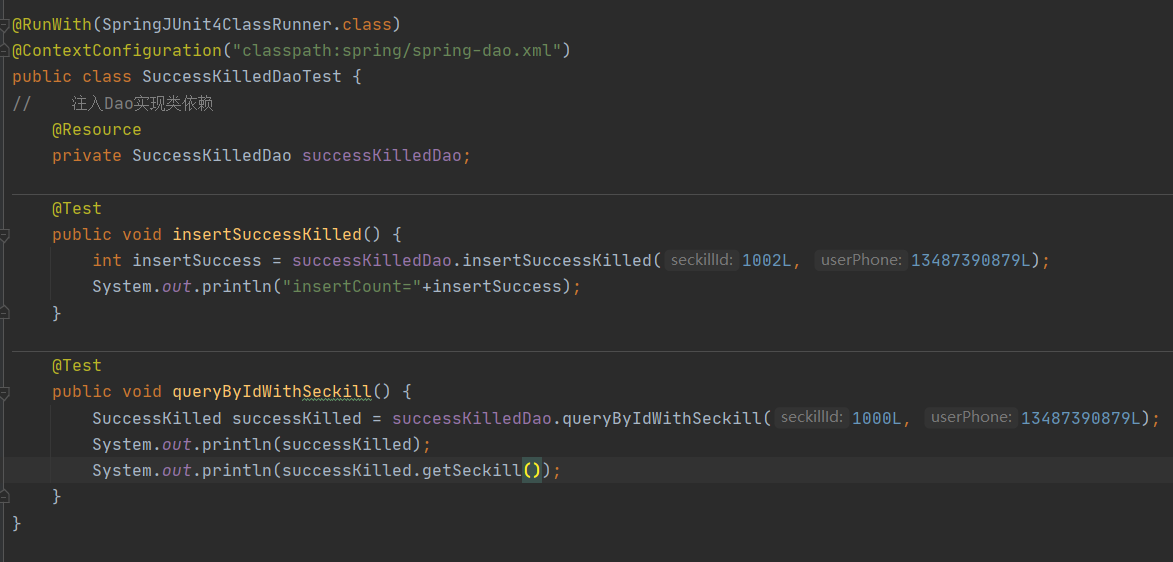 @RunWith(SpringJUnit4ClassRunner.class)
@ContextConfiguration("classpath:spring/spring-dao.xml")
public class SuccessKilledDaoTest {
//    注入Dao实现类依赖
    @Resource
    private SuccessKilledDao successKilledDao;
    @Test
    public void insertSuccessKilled() {
        int insertSuccess = successKilledDao.insertSuccessKilled( seckillId: 1002L, userPhone: 13487390879L);
        System.out.println("insertCount="+insertSuccess);
    }
    @Test
    public void queryByIdWithSeckill() {
        SuccessKilled successKilled = successKilledDao.queryByIdWithSeckill( seckillId: 1000L, userPhone: 13487390879L);
        System.out.println(successKilled);
        System.out.println(successKilled.getSeckill());
    }
}